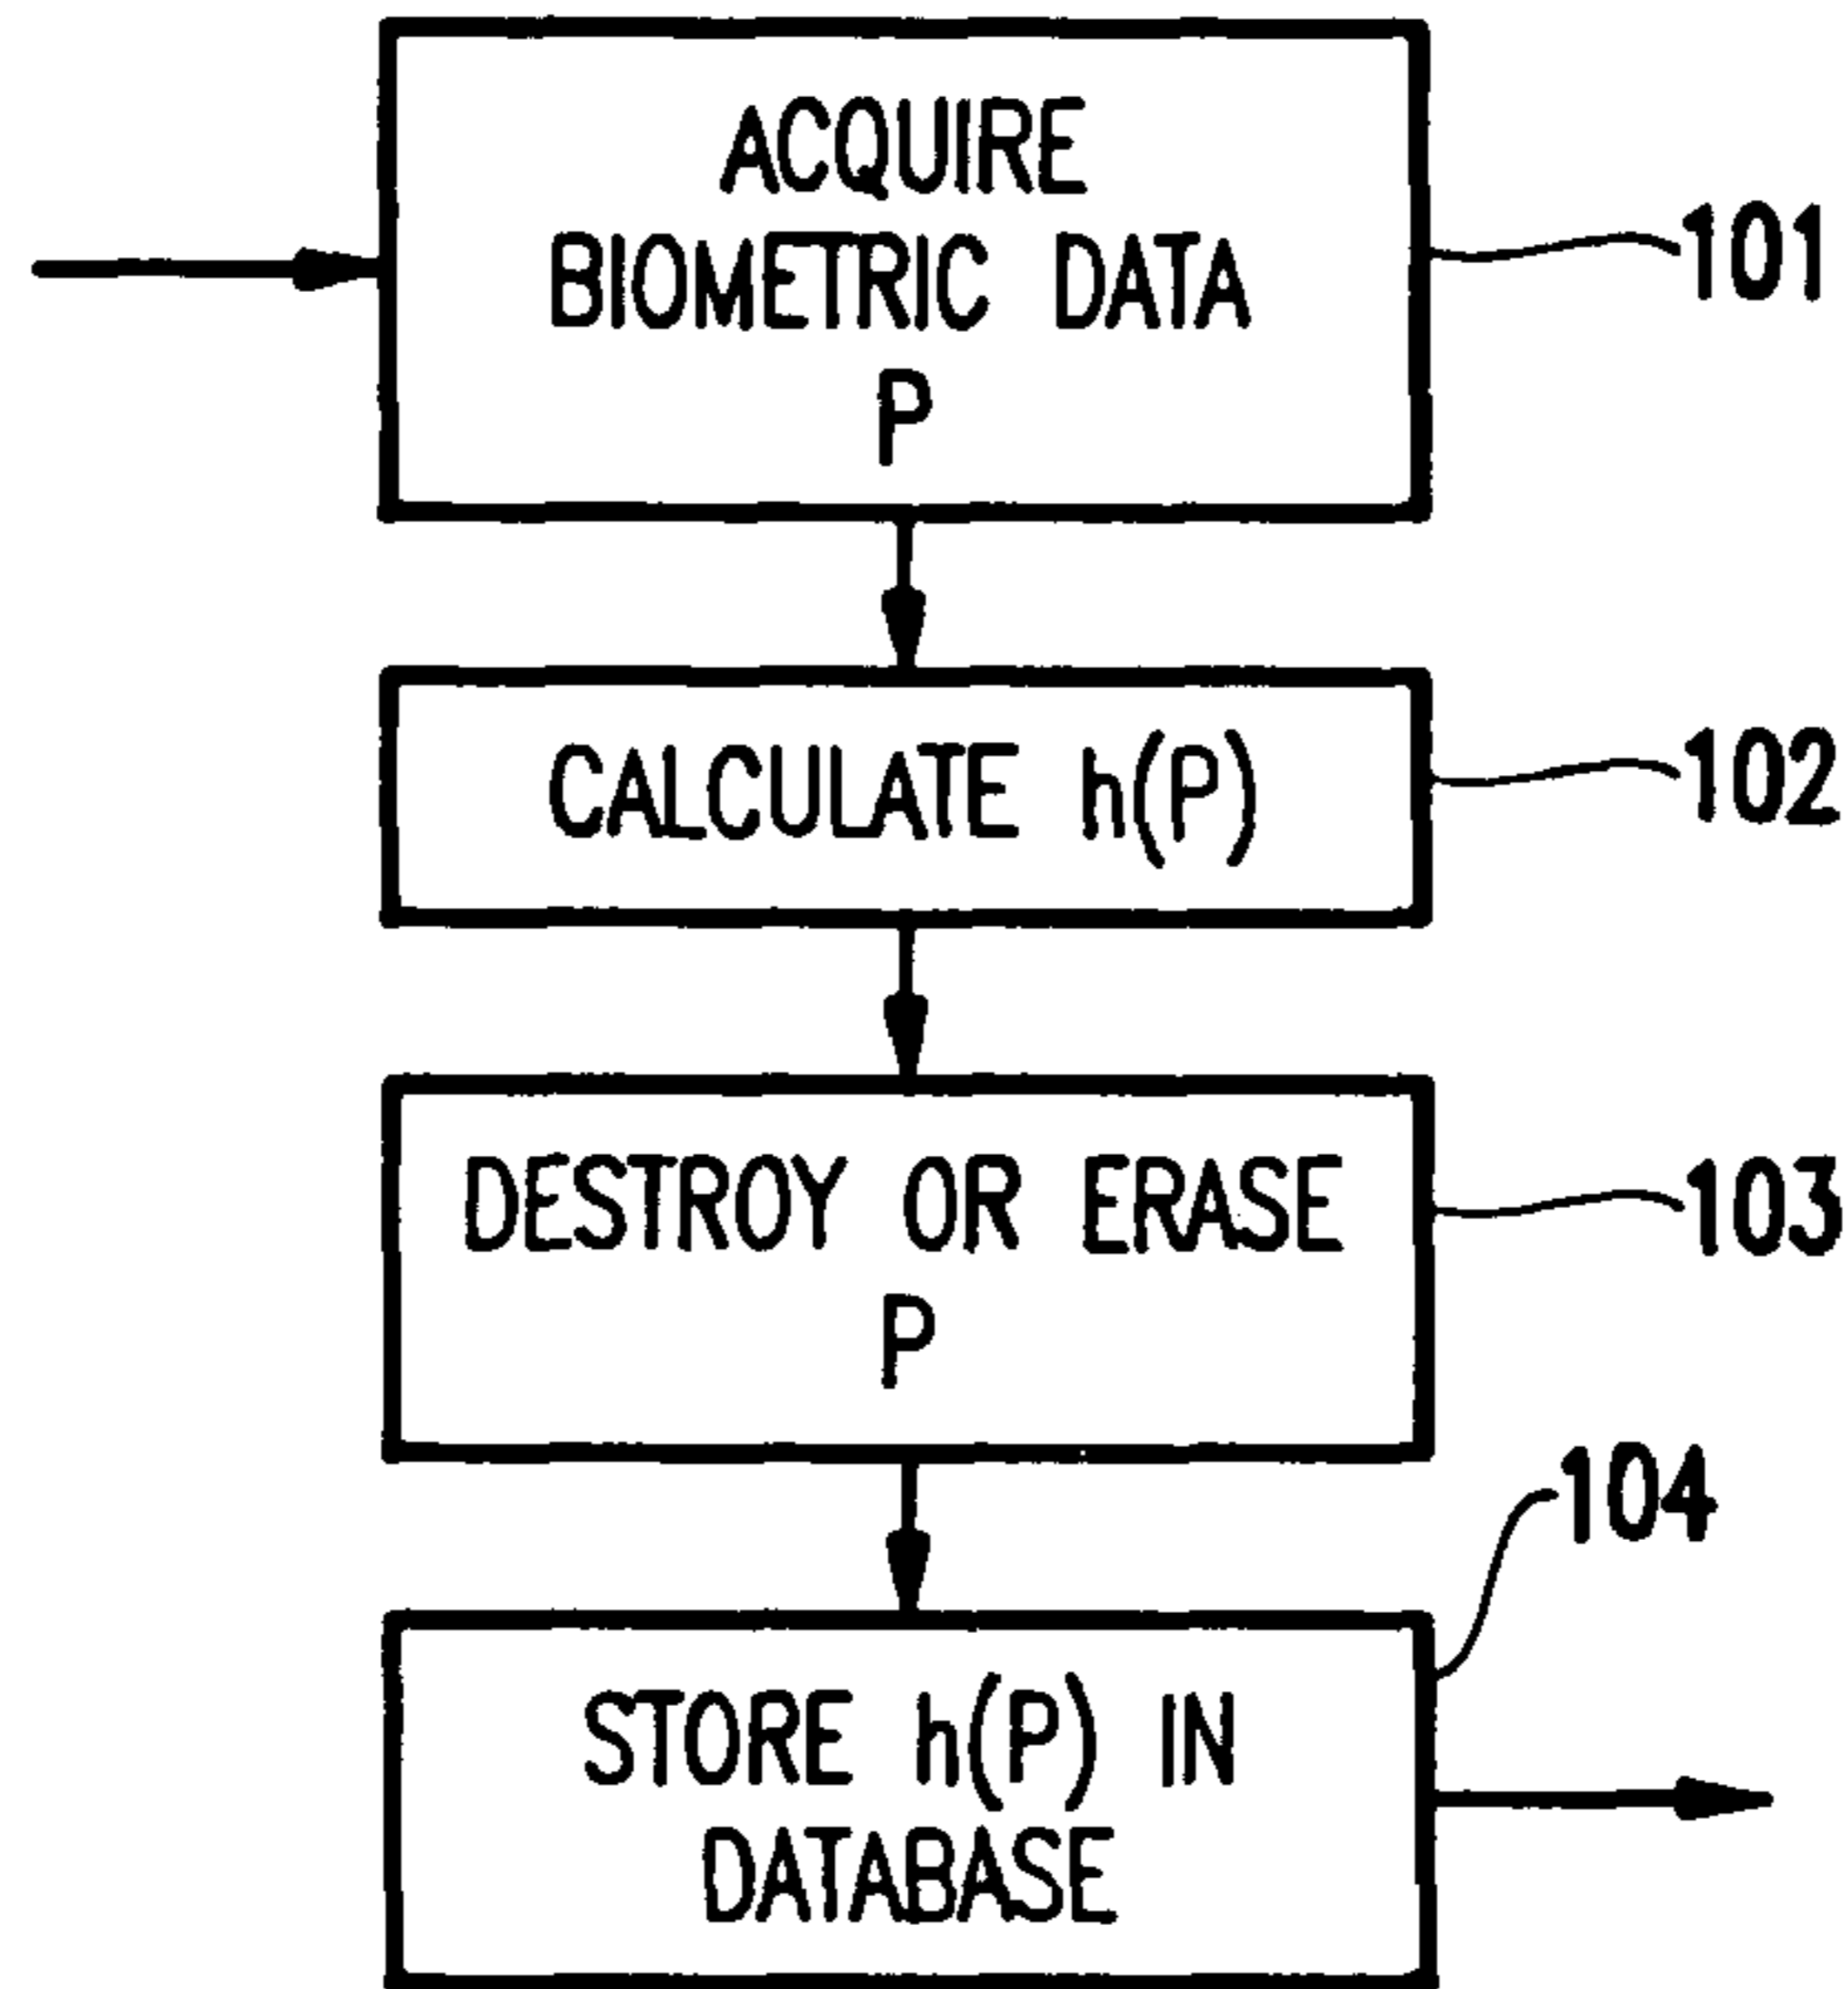 ACQUIRE
BIOMETRIC DATA
P
101
CALCULATE h(P)
102
DESTROY OR ERASE
P
103
104
STORE h(P) IN
DATABASE